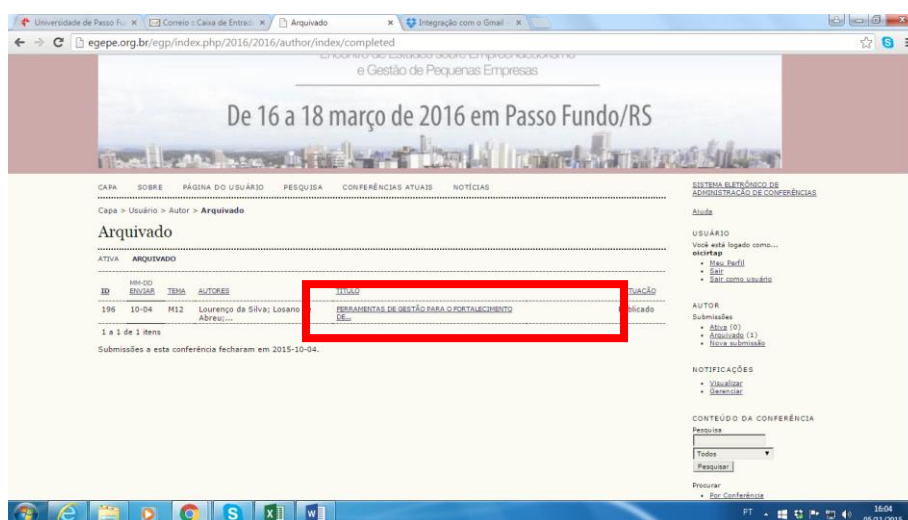 Universidade de Passo Fu
Correio :: Caixa de Entrad
Arquivado
Integração com o Gmail -
egepe.org.br/egp/index.php/2016/2016/author/index/completed
e Gestão de Pequenas Empresas
De 16 a 18 março de 2016 em Passo Fundo/RS
CAPA SOBRE PÁGINA DO USUÁRIO PESQUISA CONFERÊNCIAS ATUAIS NOTÍCIAS
Capa > Usuário > Autor > Arquivado
Arquivado
ATIVA ARQUIVADO
MM-DD
ID ENVIAR TEMA AUTORES TÍTULO TUAÇÃO
196 10-04 M12 Lourenço da Silva; Losano FERRAMENTAS DE GESTÃO PARA O FORTALECIMENTO blicado
Abreu;... DE...
1 a 1 de 1 itens
Submissões a esta conferência fecharam em 2015-10-04.
SISTEMA ELETRÔNICO DE
ADMINISTRAÇÃO DE CONFERÊNCIAS
Ajuda
USUÁRIO
Você está logado como...
oicirtap
Meu Perfil
Sair
Sair como usuário
AUTOR
Submissões
Ativa (0)
Arquivado (1)
Nova submissão
NOTIFICAÇÕES
Visualizar
Gerenciar
CONTEÚDO DA CONFERÊNCIA
Pesquisa
Todos
Pesquisar
Procurar
Por Conferência
PT
16:04
05/11/2015